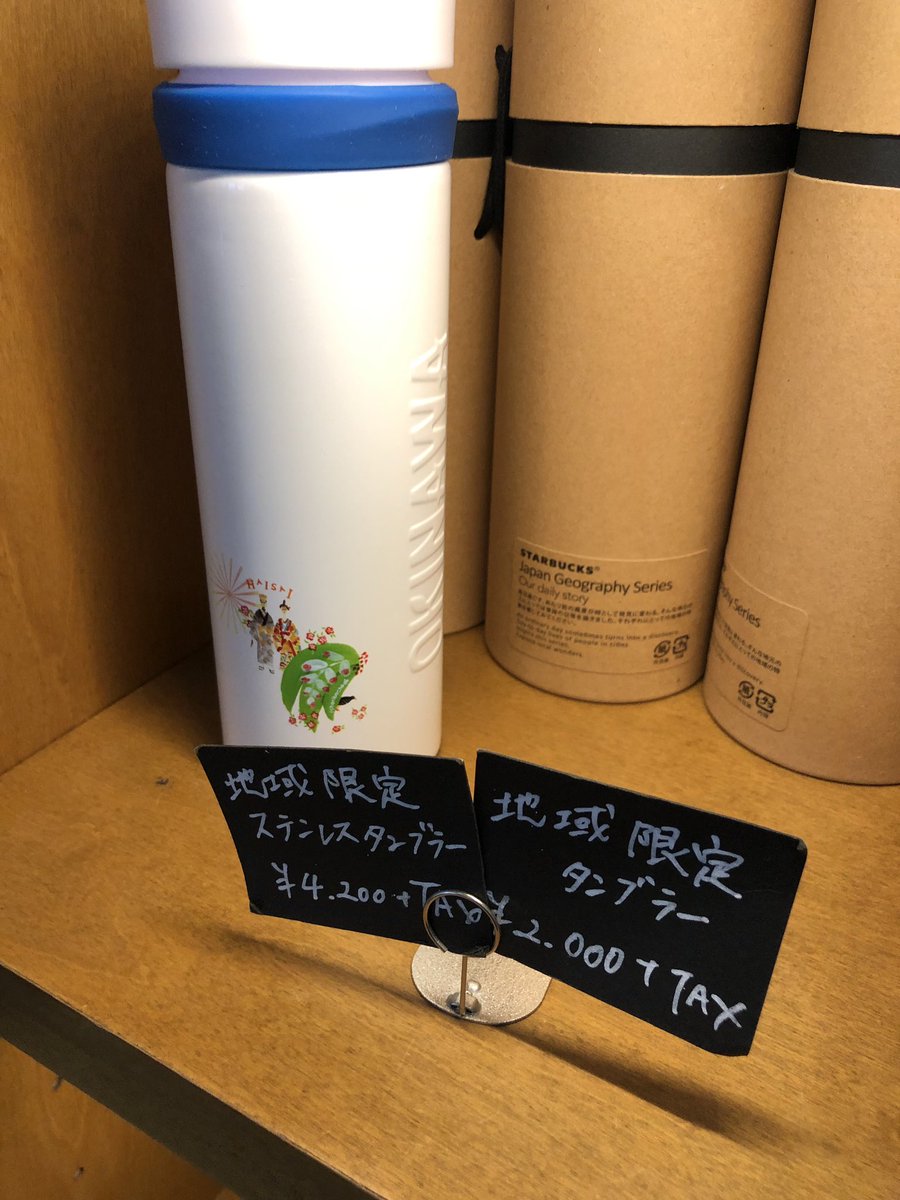 OKINAWA
HAISAI
STARBUCKS®
Japan Geography Series
Our daily story
phy Series
地域限定
ステンレスタンブラー
¥4.200+TAX
地域限定
タンブラー
¥2.000+TAX